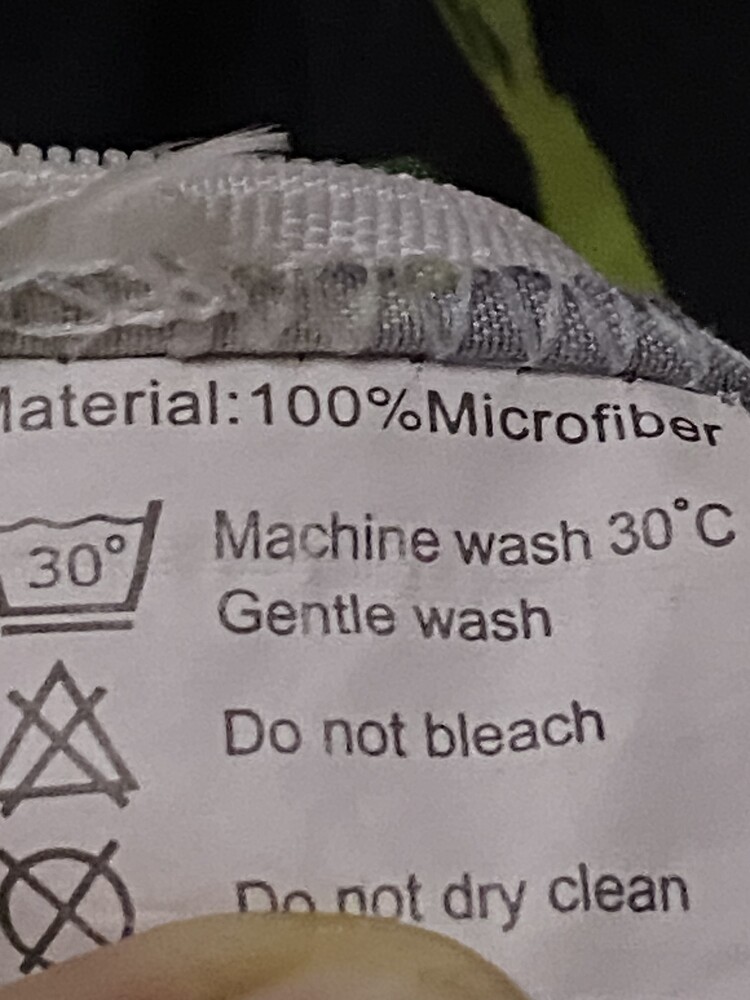 Material:100%Microfiber
30°
Machine wash 30°C
Gentle wash
Do not bleach
Do not dry clean